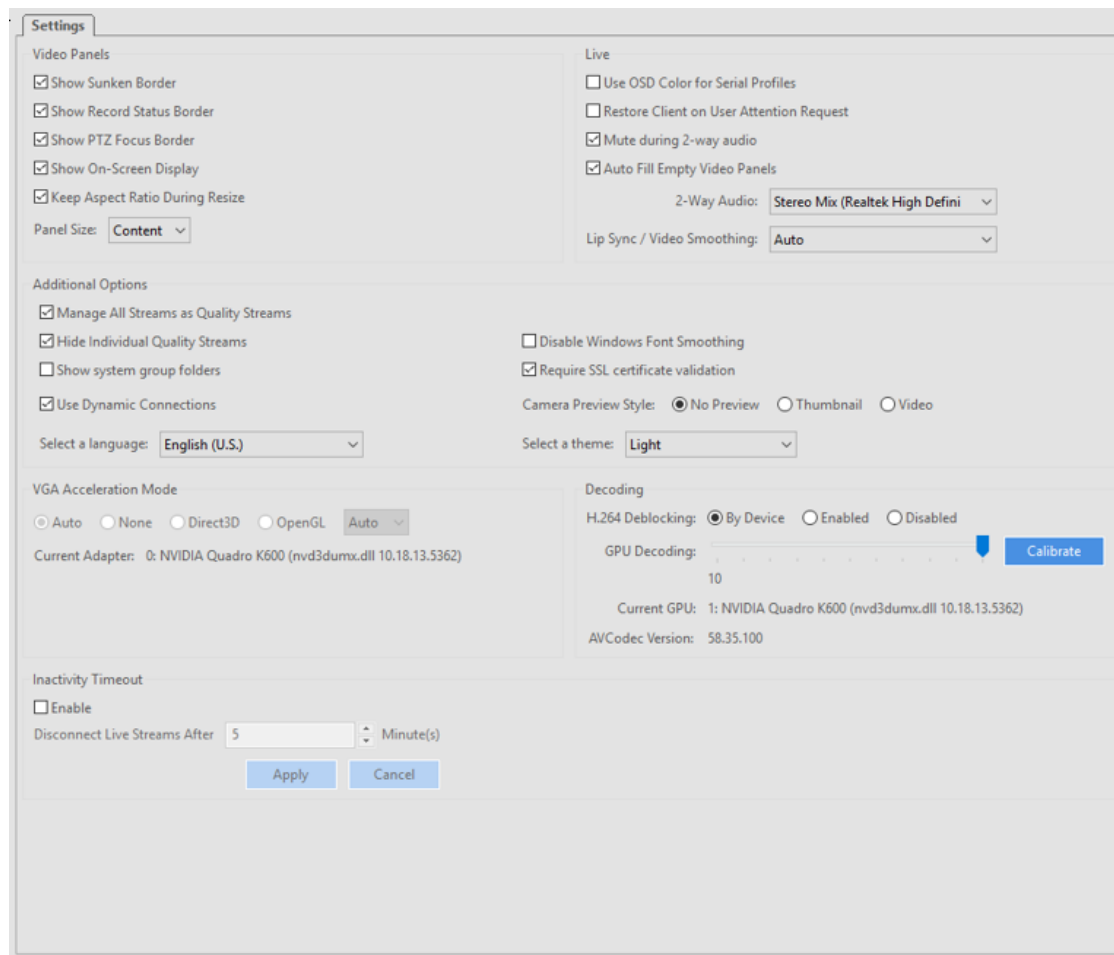 Settings
Video Panels
Show Sunken Border
Show Record Status Border
Show PTZ Focus Border
Show On-Screen Display
Keep Aspect Ratio During Resize
Panel Size: Content
Live
Use OSD Color for Serial Profiles
Restore Client on User Attention Request
Mute during 2-way audio
Auto Fill Empty Video Panels
2-Way Audio: Stereo Mix (Realtek High Defini
Lip Sync / Video Smoothing: Auto
Additional Options
Manage All Streams as Quality Streams
Hide Individual Quality Streams
Disable Windows Font Smoothing
Show system group folders
Require SSL certificate validation
Use Dynamic Connections
Camera Preview Style: No Preview Thumbnail Video
Select a language: English (U.S.)
Select a theme: Light
VGA Acceleration Mode
Auto None Direct3D OpenGL Auto
Current Adapter: 0: NVIDIA Quadro K600 (nvd3dumx.dll 10.18.13.5362)
Decoding
H.264 Deblocking: By Device Enabled Disabled
GPU Decoding: Calibrate
10
Current GPU: 1: NVIDIA Quadro K600 (nvd3dumx.dll 10.18.13.5362)
AVCodec Version: 58.35.100
Inactivity Timeout
Enable
Disconnect Live Streams After 5 Minute(s)
Apply Cancel